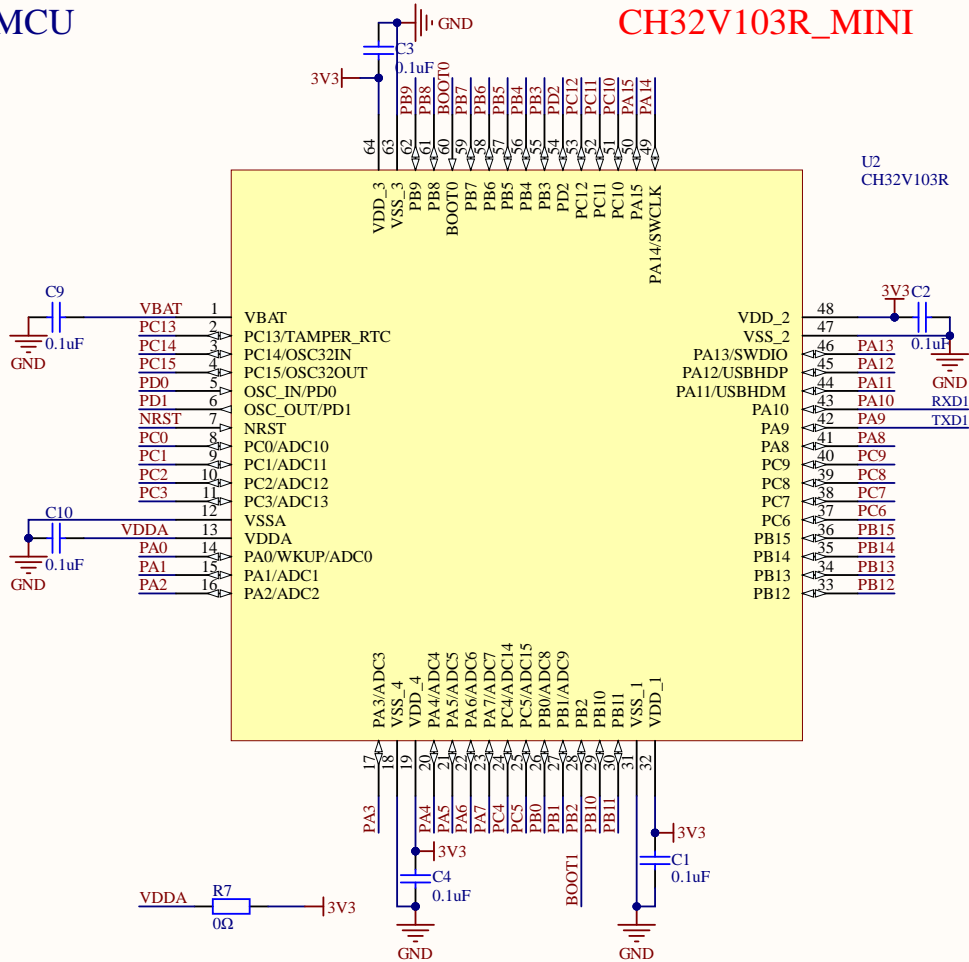 MCU
CH32V103R_MINI
GND
C3
0.1uF
3V3
PB9
PB8
BOOT0
PB7
PB6
PB5
PB4
PB3
PD2
PC12
PC11
PC10
PA15
PA14
64
63
62
61
60
59
58
57
56
55
54
53
52
51
50
49
U2
CH32V103R
VDD_3
VSS_3
PB9
PB8
BOOT0
PB7
PB6
PB5
PB4
PB3
PD2
PC12
PC11
PC10
PA15
PA14/SWCLK
C9
0.1uF
GND
VBAT 1 VBAT
PC13 2 PC13/TAMPER_RTC
PC14 3 PC14/OSC32IN
PC15 4 PC15/OSC32OUT
PD0 5 OSC_IN/PD0
PD1 6 OSC_OUT/PD1
NRST 7 NRST
PC0 8 PC0/ADC10
PC1 9 PC1/ADC11
PC2 10 PC2/ADC12
PC3 11 PC3/ADC13
12 VSSA
VDDA 13 VDDA
PA0 14 PA0/WKUP/ADC0
PA1 15 PA1/ADC1
PA2 16 PA2/ADC2
C10
0.1uF
GND
3V3
C2
0.1uF
GND
VDD_2 48
VSS_2 47
PA13/SWDIO 46 PA13
PA12/USBHDP 45 PA12
PA11/USBHDM 44 PA11
PA10 43 PA10 RXD1
PA9 42 PA9 TXD1
PA8 41 PA8
PC9 40 PC9
PC8 39 PC8
PC7 38 PC7
PC6 37 PC6
PB15 36 PB15
PB14 35 PB14
PB13 34 PB13
PB12 33 PB12
PA3/ADC3
VSS_4
VDD_4
PA4/ADC4
PA5/ADC5
PA6/ADC6
PA7/ADC7
PC4/ADC14
PC5/ADC15
PB0/ADC8
PB1/ADC9
PB2
PB10
PB11
VSS_1
VDD_1
17
18
19
20
21
22
23
24
25
26
27
28
29
30
31
32
PA3
PA4
PA5
PA6
PA7
PC4
PC5
PB0
PB1
PB2
PB10
PB11
BOOT1
3V3
C4
0.1uF
GND
3V3
C1
0.1uF
GND
VDDA
R7
0Ω
3V3